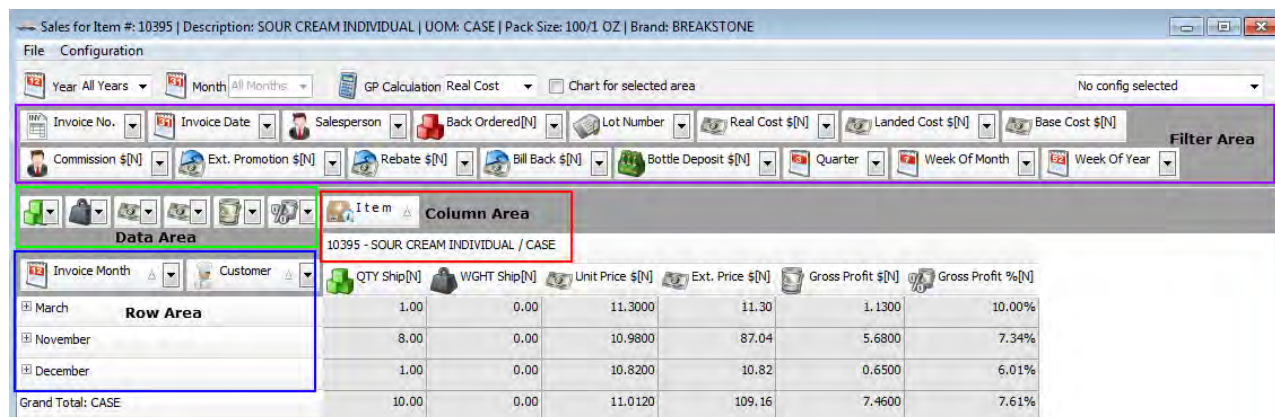 Sales for Item #: 10395 | Description: SOUR CREAM INDIVIDUAL | UOM: CASE | Pack Size: 100/1 OZ | Brand: BREAKSTONE
File Configuration
Year All Years Month All Months GP Calculation Real Cost Chart for selected area No config selected
Invoice No. Invoice Date Salesperson Back Ordered[N] Lot Number Real Cost $[N] Landed Cost $[N] Base Cost $[N]
Filter Area
Commission $[N] Ext. Promotion $[N] Rebate $[N] Bill Back $[N] Bottle Deposit $[N] Quarter Week Of Month Week Of Year
Item Column Area
Data Area
10395 - SOUR CREAM INDIVIDUAL / CASE
Invoice Month Customer QTY Ship[N] WGHT Ship[N] Unit Price $[N] Ext. Price $[N] Gross Profit $[N] Gross Profit %[N]
March 1.00 0.00 11.3000 11.30 1.1300 10.00%
Row Area
November 8.00 0.00 10.9800 87.04 5.6800 7.34%
December 1.00 0.00 10.8200 10.82 0.6500 6.01%
Grand Total: CASE 10.00 0.00 11.0120 109.16 7.4600 7.61%